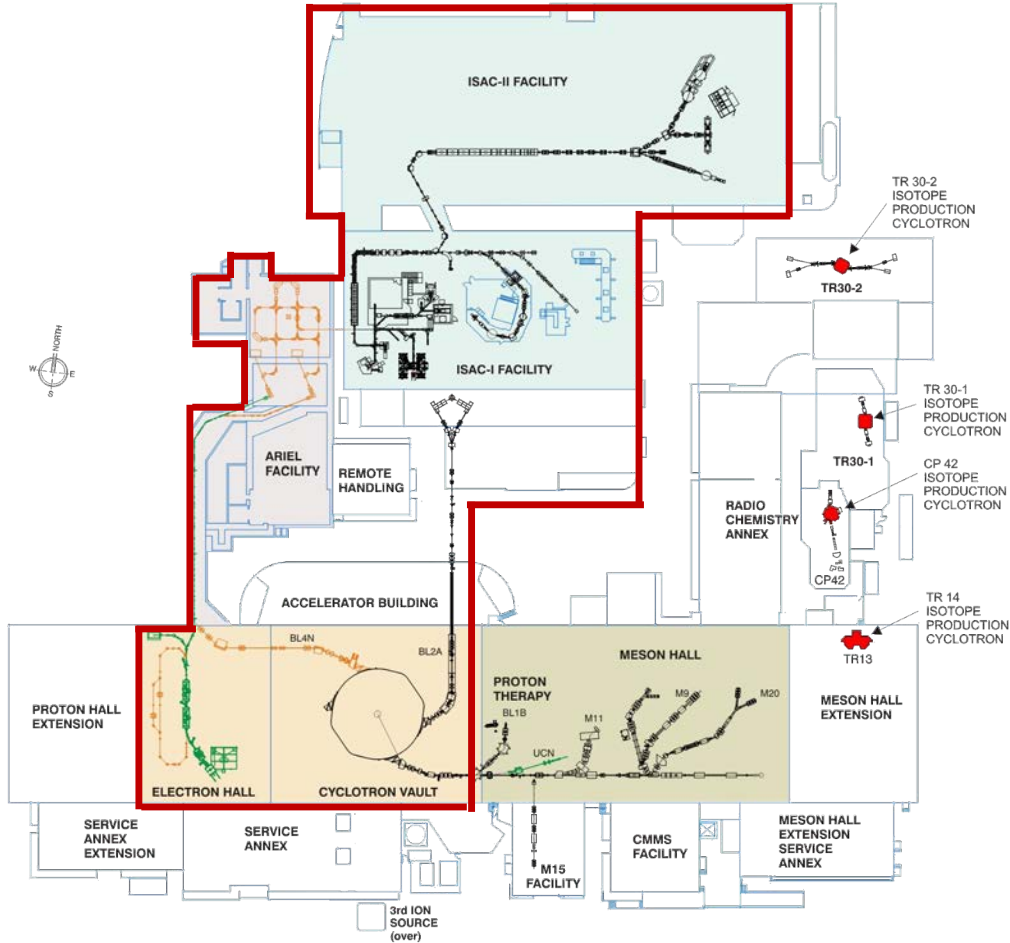 ISAC-II FACILITY
TR 30-2
ISOTOPE
PRODUCTION
CYCLOTRON
TR30-2
NORTH
W
E
S
ISAC-I FACILITY
TR 30-1
ISOTOPE
PRODUCTION
CYCLOTRON
TR30-1
ARIEL
FACILITY
REMOTE
HANDLING
CP 42
ISOTOPE
PRODUCTION
CYCLOTRON
RADIO
CHEMISTRY
ANNEX
CP42
ACCELERATOR BUILDING
TR 14
ISOTOPE
PRODUCTION
CYCLOTRON
TR13
BL4N
BL2A
MESON HALL
PROTON
THERAPY
BL1B
M11
M9
M20
UCN
PROTON HALL
EXTENSION
MESON HALL
EXTENSION
ELECTRON HALL
CYCLOTRON VAULT
SERVICE
ANNEX
EXTENSION
SERVICE
ANNEX
M15
FACILITY
CMMS
FACILITY
MESON HALL
EXTENSION
SERVICE
ANNEX
3rd ION
SOURCE
(over)